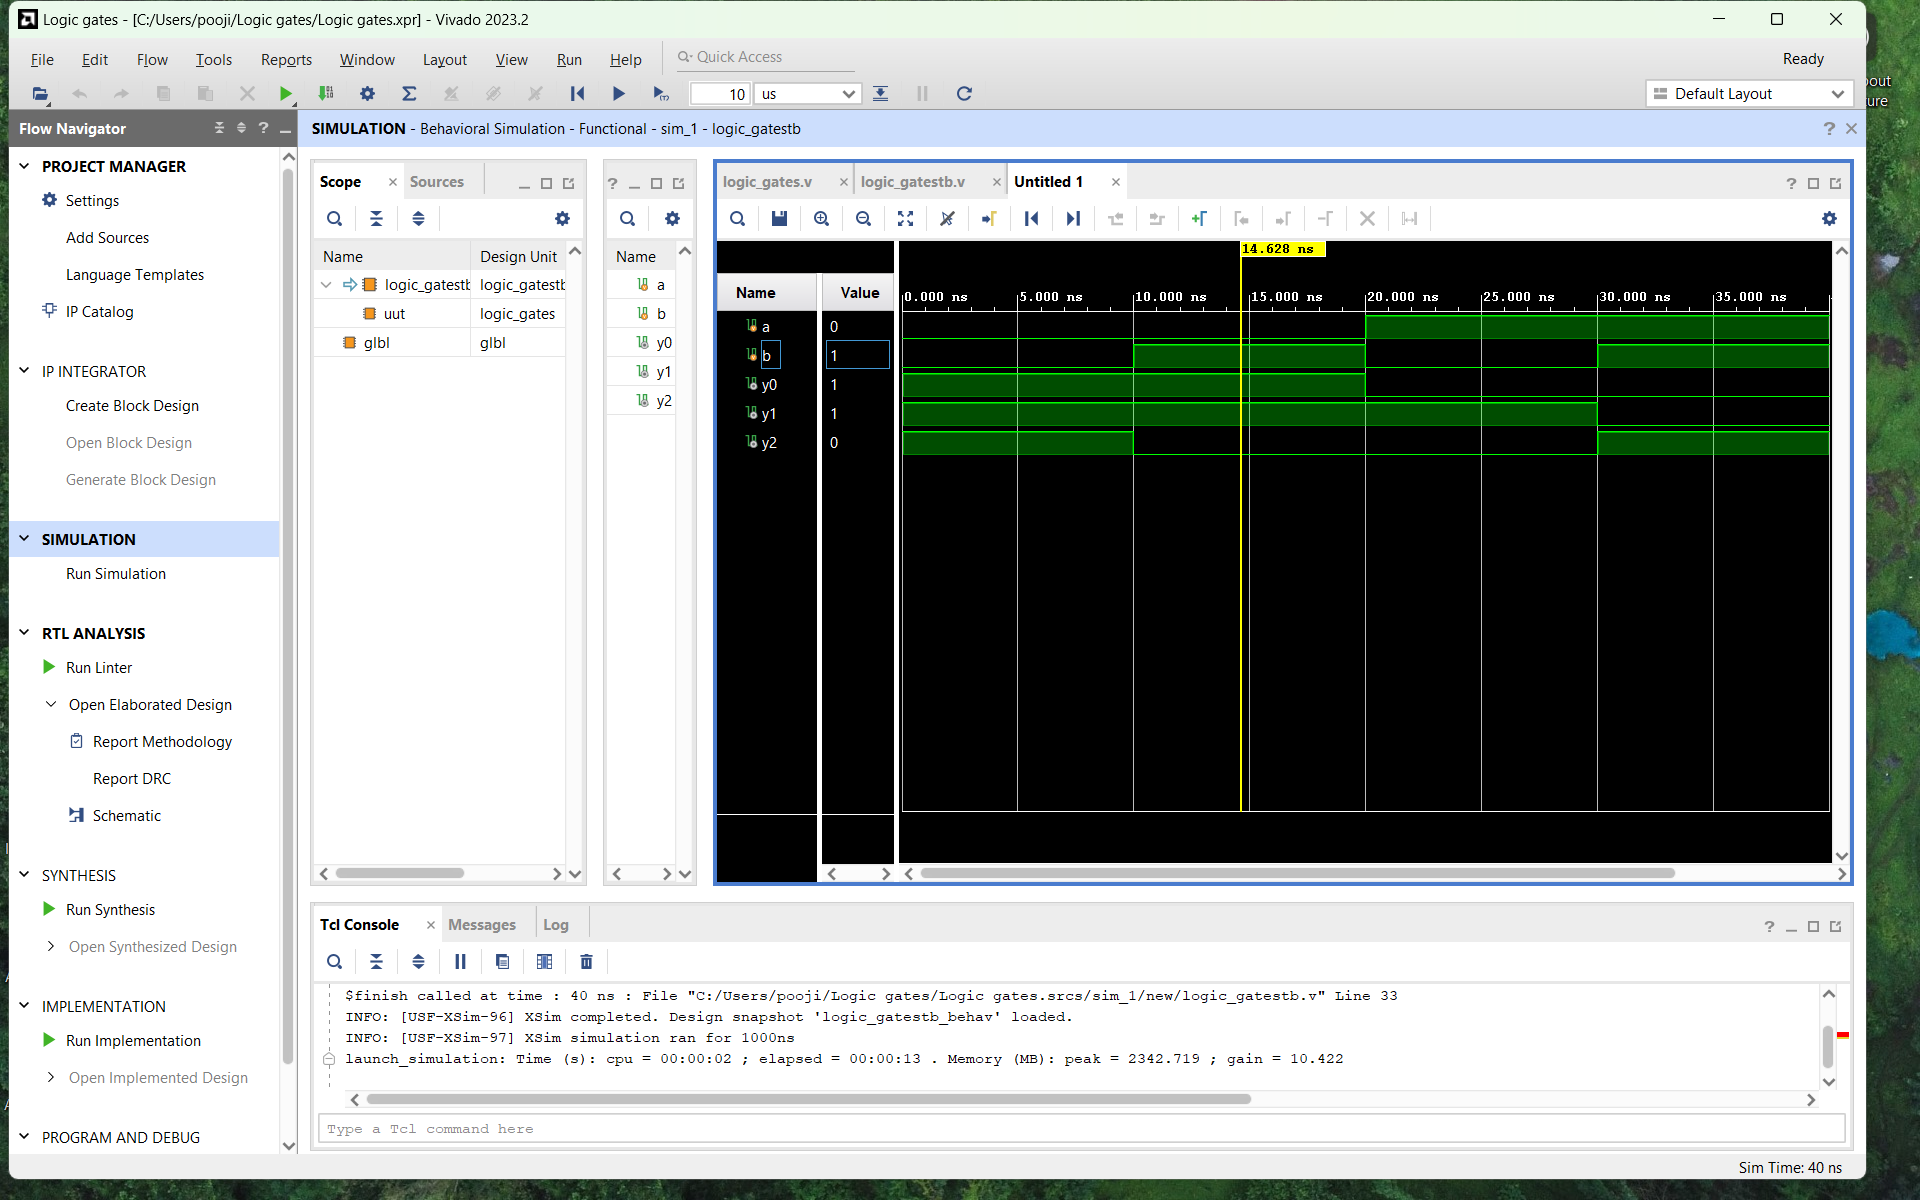 Logic gates - [C:/Users/pooji/Logic gates/Logic gates.xpr] - Vivado 2023.2
File Edit Flow Tools Reports Window Layout View Run Help
Quick Access
Ready
10 us
Default Layout
Flow Navigator
PROJECT MANAGER
Settings
Add Sources
Language Templates
IP Catalog
IP INTEGRATOR
Create Block Design
Open Block Design
Generate Block Design
SIMULATION
Run Simulation
RTL ANALYSIS
Run Linter
Open Elaborated Design
Report Methodology
Report DRC
Schematic
SYNTHESIS
Run Synthesis
Open Synthesized Design
IMPLEMENTATION
Run Implementation
Open Implemented Design
PROGRAM AND DEBUG
SIMULATION - Behavioral Simulation - Functional - sim_1 - logic_gatestb
Scope Sources
Name Design Unit
logic_gatestb logic_gatestb
uut logic_gates
glbl glbl
Name
a
b
y0
y1
y2
logic_gates.v logic_gatestb.v Untitled 1
14.628 ns
Name Value
0.000 ns 5.000 ns 10.000 ns 15.000 ns 20.000 ns 25.000 ns 30.000 ns 35.000 ns
a 0
b 1
y0 1
y1 1
y2 0
Tcl Console Messages Log
$finish called at time : 40 ns : File "C:/Users/pooji/Logic gates/Logic gates.srcs/sim_1/new/logic_gatestb.v" Line 33
INFO: [USF-XSim-96] XSim completed. Design snapshot 'logic_gatestb_behav' loaded.
INFO: [USF-XSim-97] XSim simulation ran for 1000ns
launch_simulation: Time (s): cpu = 00:00:02 ; elapsed = 00:00:13 . Memory (MB): peak = 2342.719 ; gain = 10.422
Type a Tcl command here
Sim Time: 40 ns